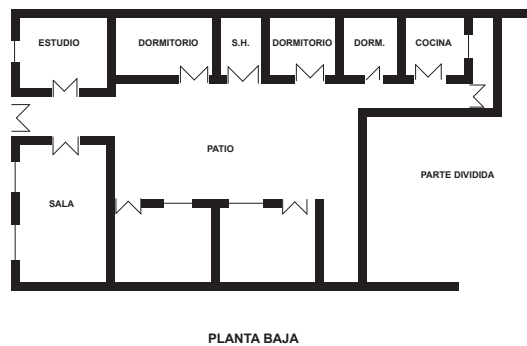 ESTUDIO
DORMITORIO
S.H.
DORMITORIO
DORM.
COCINA
PATIO
PARTE DIVIDIDA
SALA
PLANTA BAJA